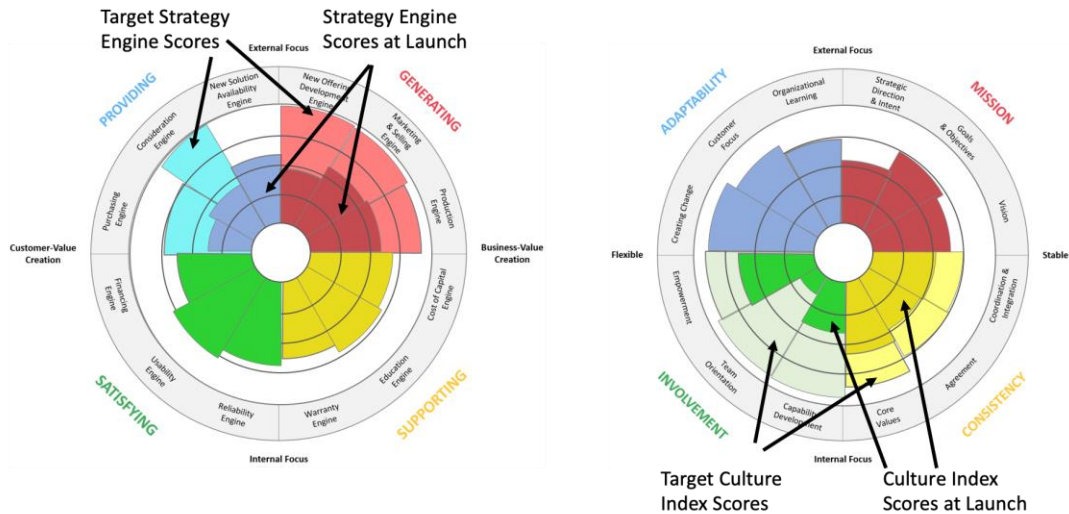 Target Strategy
Engine Scores
Strategy Engine
Scores at Launch
External Focus
PROVIDING
GENERATING
New Solution
Availability
Engine
New Offering
Development
Engine
Consideration
Engine
Marketing
& Selling
Engine
Purchasing
Engine
Production
Engine
Customer-Value
Creation
Business-Value
Creation
Financing
Engine
Cost of Capital
Engine
Usability
Engine
Education
Engine
Reliability
Engine
Warranty
Engine
SATISFYING
SUPPORTING
Internal Focus
External Focus
ADAPTABILITY
MISSION
Organizational
Learning
Strategic
Direction
& Intent
Customer
Focus
Goals
& Objectives
Creating Change
Vision
Flexible
Stable
Empowerment
Coordination &
Integration
Team
Orientation
Agreement
Capability
Development
Core
Values
INVOLVEMENT
CONSISTENCY
Internal Focus
Target Culture
Index Scores
Culture Index
Scores at Launch